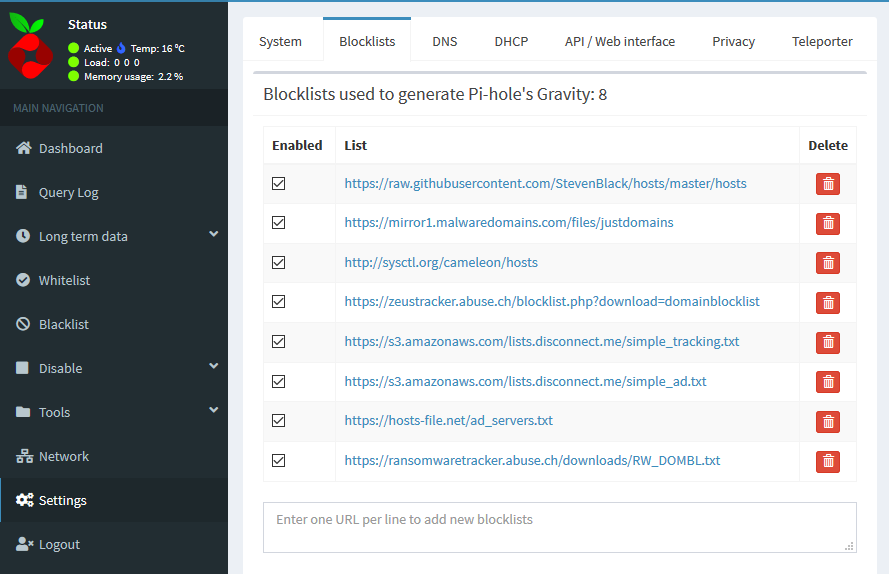 Status
Active Temp: 16 °C
Load: 0 0 0
Memory usage: 2.2 %
MAIN NAVIGATION
Dashboard
Query Log
Long term data
Whitelist
Blacklist
Disable
Tools
Network
Settings
Logout
System Blocklists DNS DHCP API / Web interface Privacy Teleporter
Blocklists used to generate Pi-hole's Gravity: 8
Enabled List Delete
https://raw.githubusercontent.com/StevenBlack/hosts/master/hosts
https://mirror1.malwaredomains.com/files/justdomains
http://sysctl.org/cameleon/hosts
https://zeustracker.abuse.ch/blocklist.php?download=domainblocklist
https://s3.amazonaws.com/lists.disconnect.me/simple_tracking.txt
https://s3.amazonaws.com/lists.disconnect.me/simple_ad.txt
https://hosts-file.net/ad_servers.txt
https://ransomwaretracker.abuse.ch/downloads/RW_DOMBL.txt
Enter one URL per line to add new blocklists